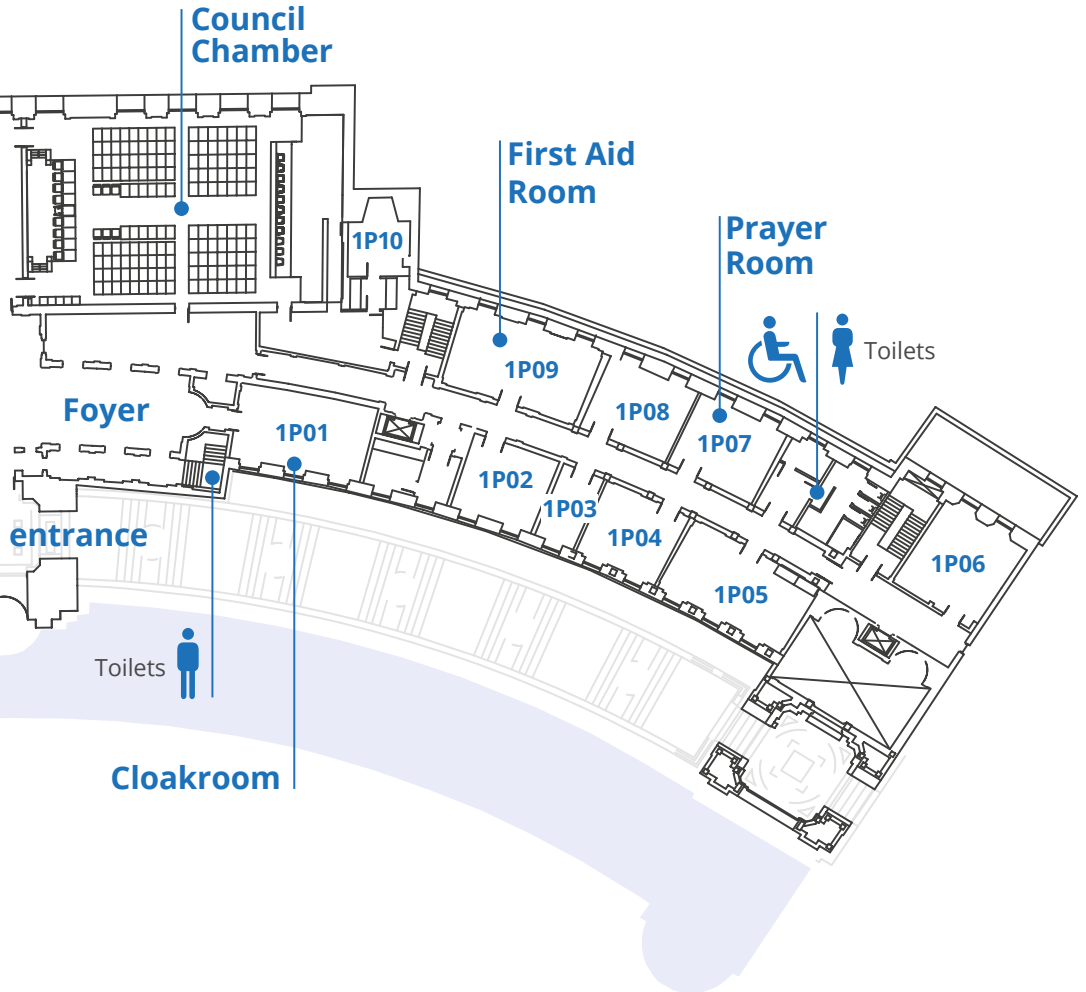 Council
Chamber
First Aid
Room
Prayer
Room
1P10
Toilets
1P09
Foyer
1P08
1P01
1P07
1P02
1P03
1P04
entrance
1P06
1P05
Toilets
Cloakroom